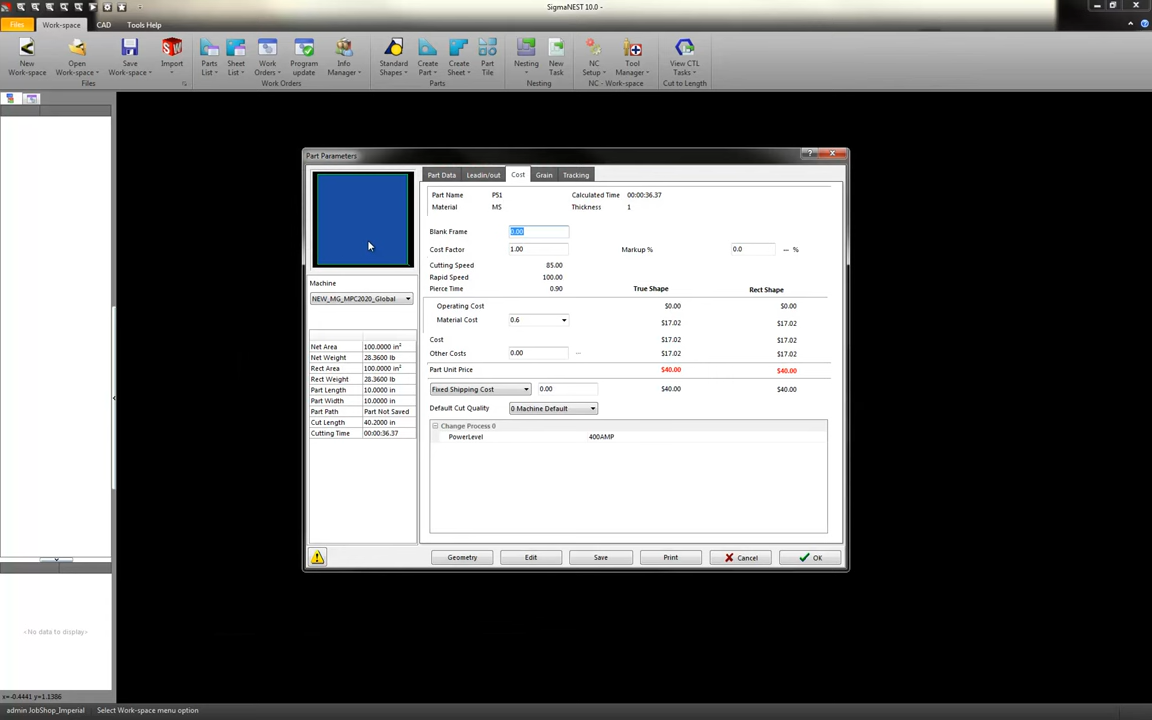 SigmaNEST 10.0 -
Files Work-space CAD Tools Help
New Work-space
Open Work-space
Save Work-space
Import
Parts List
Sheet List
Work Orders
Program update
Info Manager
Standard Shapes
Create Part
Create Sheet
Part Tile
Nesting
New Task
NC Setup
Tool Manager
View CTL Tasks
Files Work Orders Parts Nesting NC - Work-space Cut to Length
Part Parameters
Part Data Leadin/out Cost Grain Tracking
Part Name P51 Calculated Time 00:00:36.37
Material MS Thickness 1
Blank Frame 0.00
Cost Factor 1.00 Markup % 0.0 ... %
Cutting Speed 85.00
Rapid Speed 100.00
Pierce Time 0.90 True Shape Rect Shape
Operating Cost $0.00 $0.00
Material Cost 0.6 $17.02 $17.02
Cost $17.02 $17.02
Other Costs 0.00 ... $17.02 $17.02
Part Unit Price $40.00 $40.00
Fixed Shipping Cost 0.00 $40.00 $40.00
Default Cut Quality 0 Machine Default
Change Process 0
PowerLevel 400AMP
Machine
NEW_MG_MPC2020_Global
Net Area 100.0000 in²
Net Weight 28.3600 lb
Rect Area 100.0000 in²
Rect Weight 28.3600 lb
Part Length 10.0000 in
Part Width 10.0000 in
Part Path Part Not Saved
Cut Length 40.2000 in
Cutting Time 00:00:36.37
Geometry Edit Save Print Cancel OK
<No data to display>
x=-0.4441 y=1.1386
admin JobShop_Imperial Select Work-space menu option